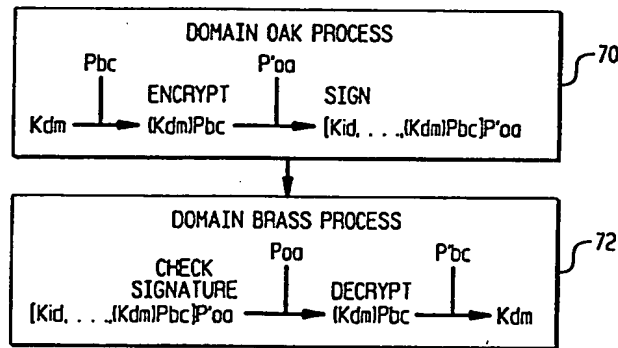 DOMAIN OAK PROCESS
70
Pbc
P'oa
ENCRYPT
SIGN
Kdm
(Kdm)Pbc
[Kid, . . .,(Kdm)Pbc]P'oa
DOMAIN BRASS PROCESS
72
Poa
P'bc
CHECK
SIGNATURE
DECRYPT
[Kid, . . .,(Kdm)Pbc]P'oa
(Kdm)Pbc
Kdm